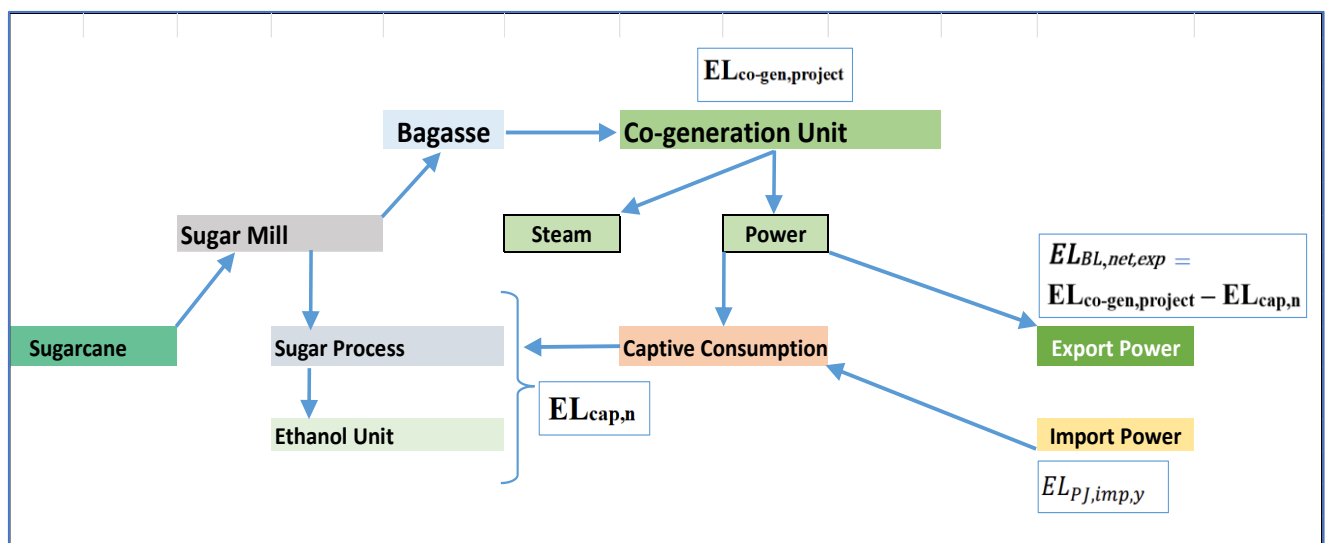 ELco-gen,project
Bagasse
Co-generation Unit
Sugar Mill
Steam
Power
ELBL,net,exp =
ELco-gen,project – ELcap,n
Sugarcane
Sugar Process
Captive Consumption
Export Power
ELcap,n
Ethanol Unit
Import Power
ELPJ,imp,y